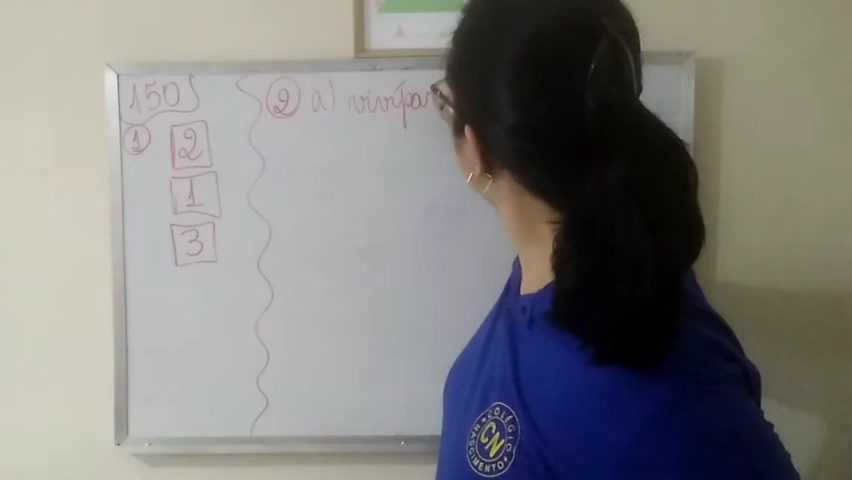 150
1
2
1
3
2 a) vivípar
COLÉGIO
CN
NASCIMENTO